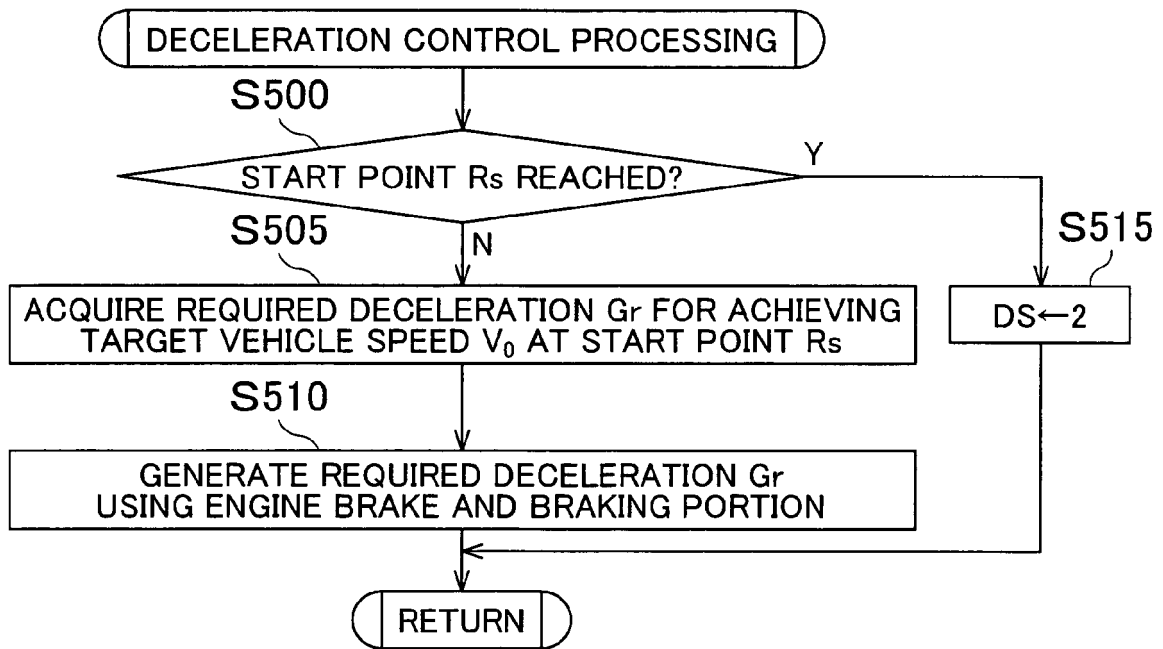 DECELERATION CONTROL PROCESSING
S500
START POINT Rs REACHED?
Y
N
S505
ACQUIRE REQUIRED DECELERATION Gr FOR ACHIEVING
TARGET VEHICLE SPEED V₀ AT START POINT Rs
S515
DS←2
S510
GENERATE REQUIRED DECELERATION Gr
USING ENGINE BRAKE AND BRAKING PORTION
RETURN